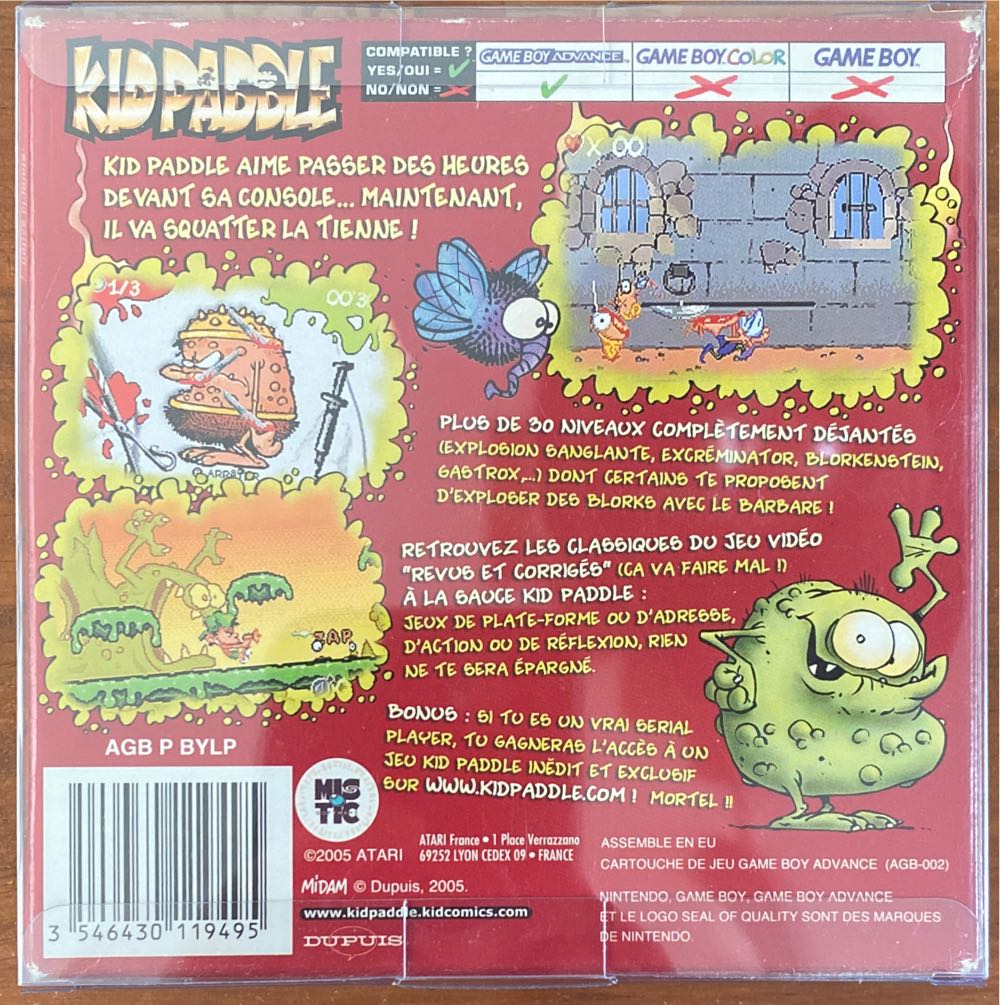 KID PADDLE
COMPATIBLE ?
YES/OUI =
NO/NON =
GAME BOY ADVANCE™
GAME BOY COLOR
GAME BOY™
KID PADDLE AIME PASSER DES HEURES
DEVANT SA CONSOLE... MAINTENANT,
IL VA SQUATTER LA TIENNE !
X 00
1/3
00'3
PLUS DE 30 NIVEAUX COMPLÈTEMENT DÉJANTÉS
(EXPLOSION SANGLANTE, EXCRÉMINATOR, BLORKENSTEIN,
GASTROX,...) DONT CERTAINS TE PROPOSENT
D'EXPLOSER DES BLORKS AVEC LE BARBARE !
ZAP
RETROUVEZ LES CLASSIQUES DU JEU VIDÉO
"REVUS ET CORRIGÉS" (ÇA VA FAIRE MAL !)
À LA SAUCE KID PADDLE :
JEUX DE PLATE-FORME OU D'ADRESSE,
D'ACTION OU DE RÉFLEXION, RIEN
NE TE SERA ÉPARGNÉ.
BONUS : SI TU ES UN VRAI SERIAL
PLAYER, TU GAGNERAS L'ACCÈS À UN
JEU KID PADDLE INÉDIT ET EXCLUSIF
SUR WWW.KIDPADDLE.COM ! MORTEL !!
AGB P BYLP
3 546430 119495
MIS
TIC
©2005 ATARI
ATARI France • 1 Place Verrazzano
69252 LYON CEDEX 09 • FRANCE
MiDAM © Dupuis, 2005.
www.kidpaddle.kidcomics.com
DUPUIS
ASSEMBLE EN EU
CARTOUCHE DE JEU GAME BOY ADVANCE (AGB-002)
NINTENDO, GAME BOY, GAME BOY ADVANCE
ET LE LOGO SEAL OF QUALITY SONT DES MARQUES
DE NINTENDO.